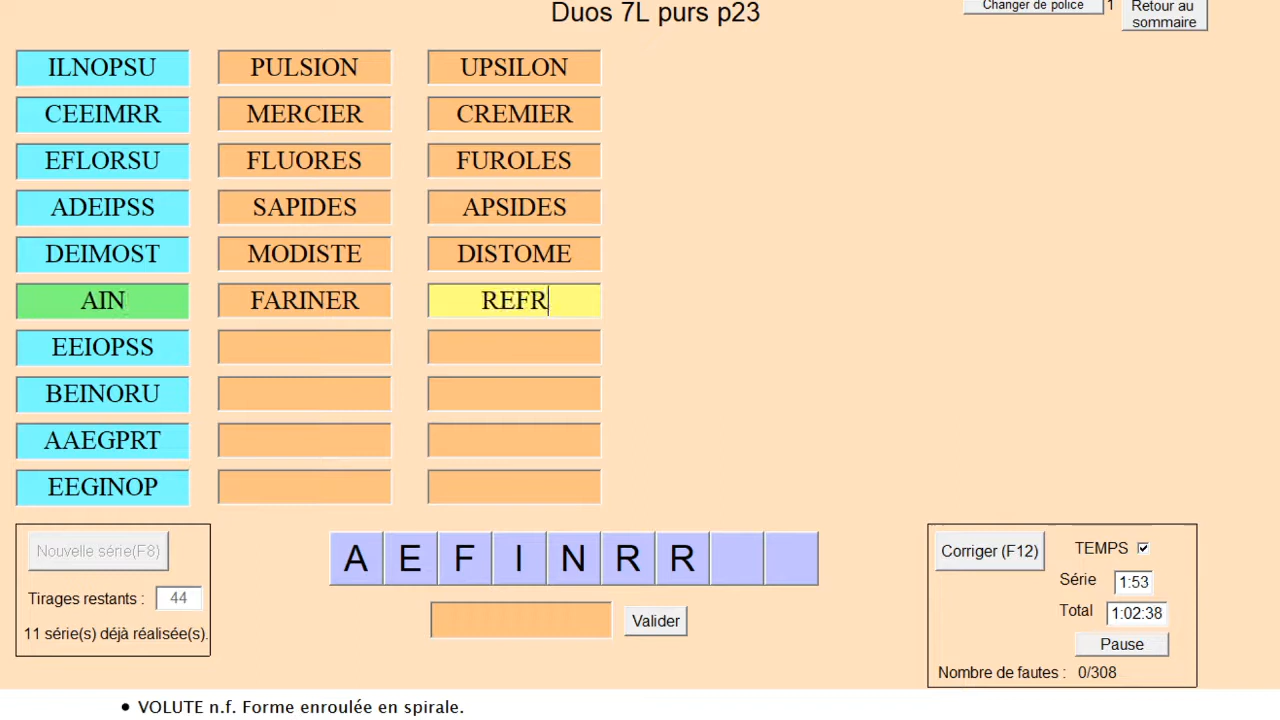 Duos 7L purs p23
Changer de police 1 Retour au
sommaire
ILNOPSU PULSION UPSILON
CEEIMRR MERCIER CREMIER
EFLORSU FLUORES FUROLES
ADEIPSS SAPIDES APSIDES
DEIMOST MODISTE DISTOME
AIN FARINER REFR
EEIOPSS
BEINORU
AAEGPRT
EEGINOP
Nouvelle série(F8)
Tirages restants : 44
11 série(s) déjà réalisée(s).
A E F I N R R
Valider
Corriger (F12) TEMPS
Série 1:53
Total 1:02:38
Pause
Nombre de fautes : 0/308
• VOLUTE n.f. Forme enroulée en spirale.